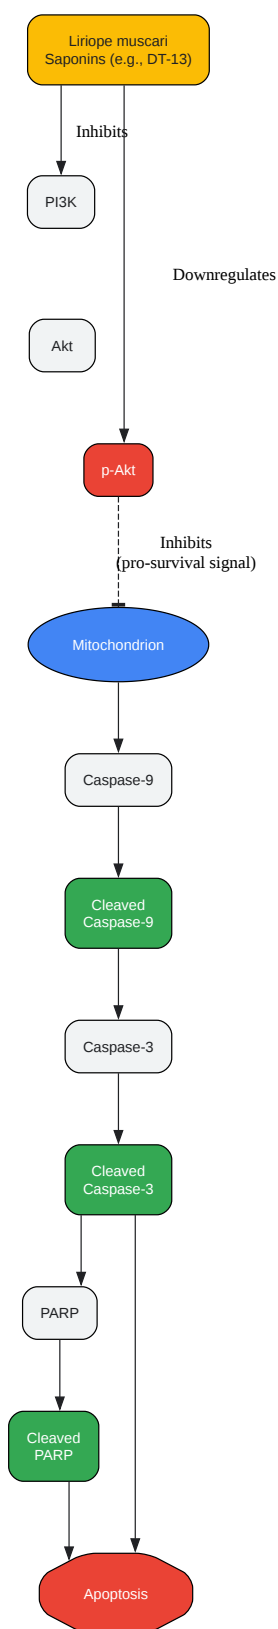 Liriope muscari
Saponins (e.g., DT-13)
Inhibits
PI3K
Downregulates
Akt
p-Akt
Inhibits
(pro-survival signal)
Mitochondrion
Caspase-9
Cleaved
Caspase-9
Caspase-3
Cleaved
Caspase-3
PARP
Cleaved
PARP
Apoptosis